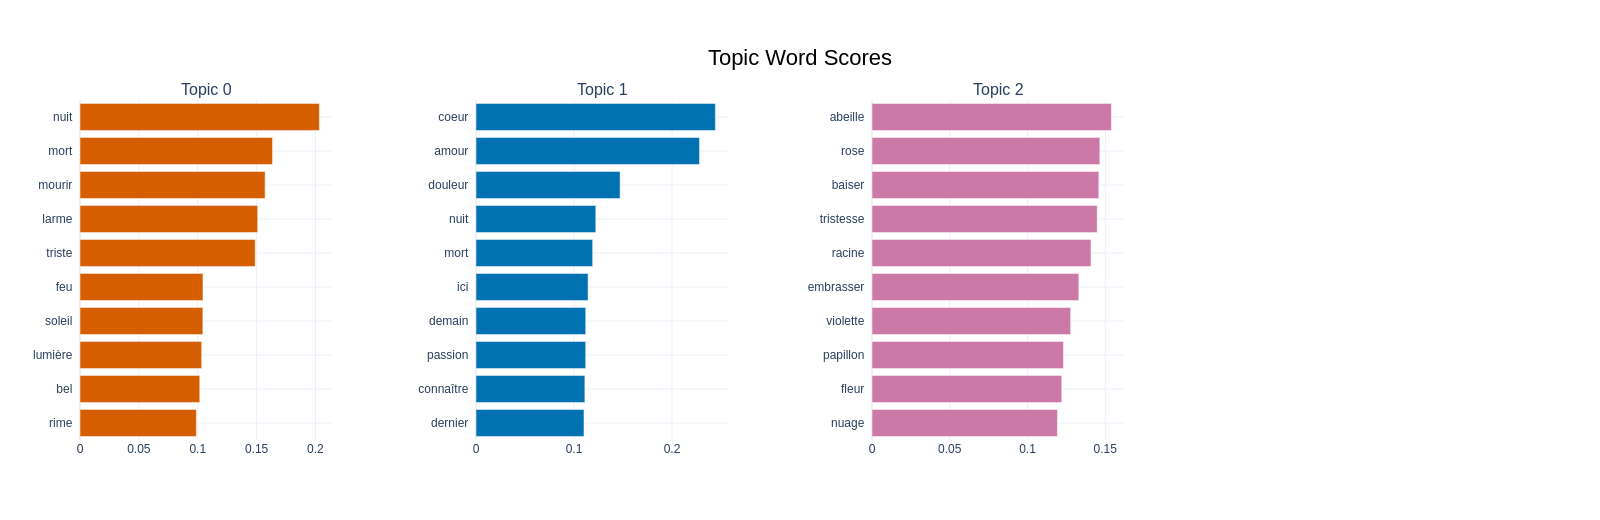 Topic Word Scores
Topic 0
nuit
mort
mourir
larme
triste
feu
soleil
lumière
bel
rime
0 0.05 0.1 0.15 0.2
Topic 1
coeur
amour
douleur
nuit
mort
ici
demain
passion
connaître
dernier
0 0.1 0.2
Topic 2
abeille
rose
baiser
tristesse
racine
embrasser
violette
papillon
fleur
nuage
0 0.05 0.1 0.15